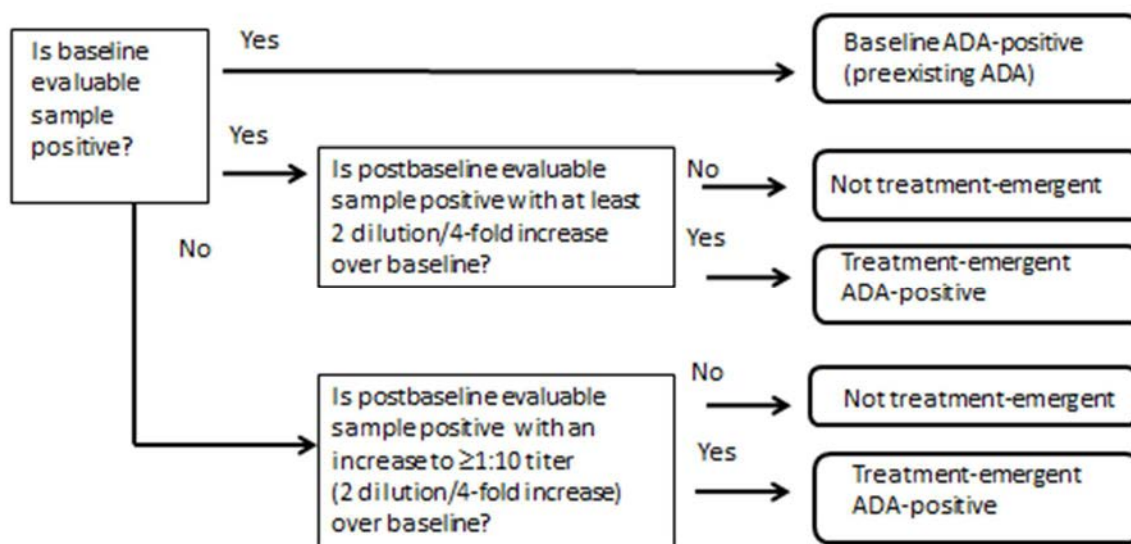 Is baseline
evaluable
sample
positive?
Yes
Baseline ADA-positive
(preexisting ADA)
Yes
Is postbaseline evaluable
sample positive with at least
2 dilution/4-fold increase
over baseline?
No
Not treatment-emergent
Yes
Treatment-emergent
ADA-positive
No
Is postbaseline evaluable
sample positive with an
increase to ≥1:10 titer
(2 dilution/4-fold increase)
over baseline?
No
Not treatment-emergent
Yes
Treatment-emergent
ADA-positive